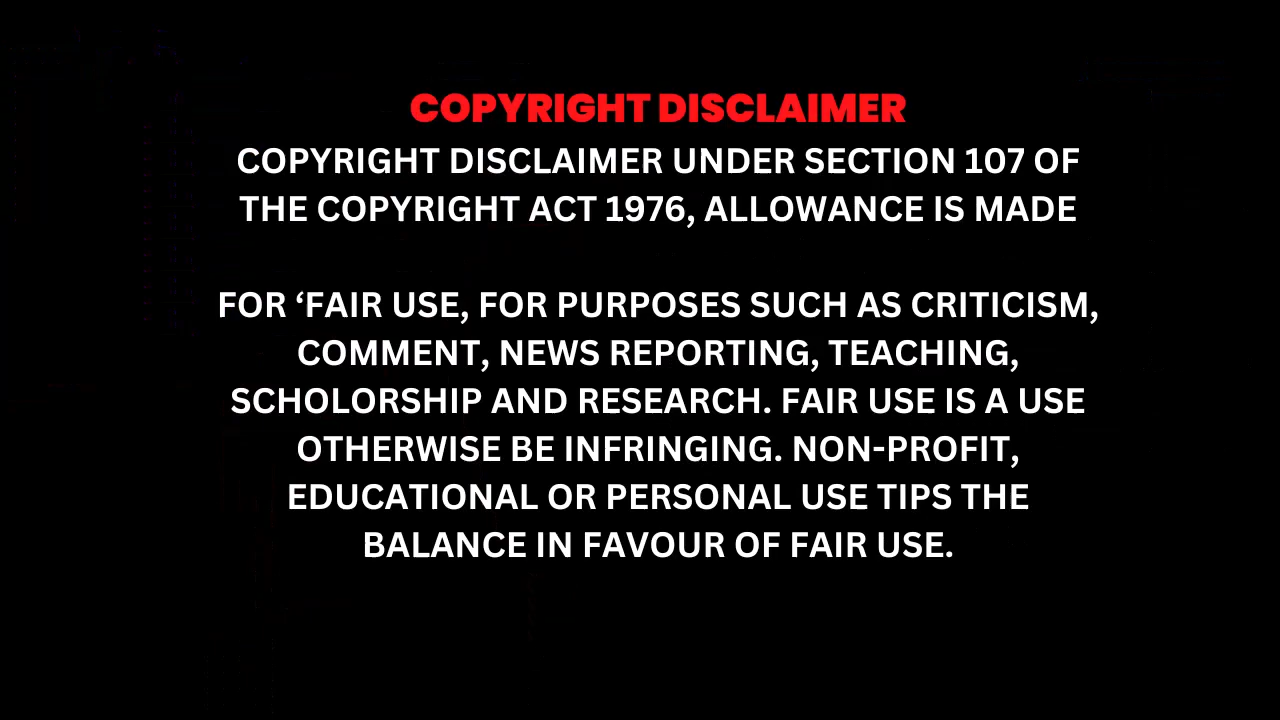 COPYRIGHT DISCLAIMER
COPYRIGHT DISCLAIMER UNDER SECTION 107 OF
THE COPYRIGHT ACT 1976, ALLOWANCE IS MADE
FOR ‘FAIR USE, FOR PURPOSES SUCH AS CRITICISM,
COMMENT, NEWS REPORTING, TEACHING,
SCHOLORSHIP AND RESEARCH. FAIR USE IS A USE
OTHERWISE BE INFRINGING. NON-PROFIT,
EDUCATIONAL OR PERSONAL USE TIPS THE
BALANCE IN FAVOUR OF FAIR USE.